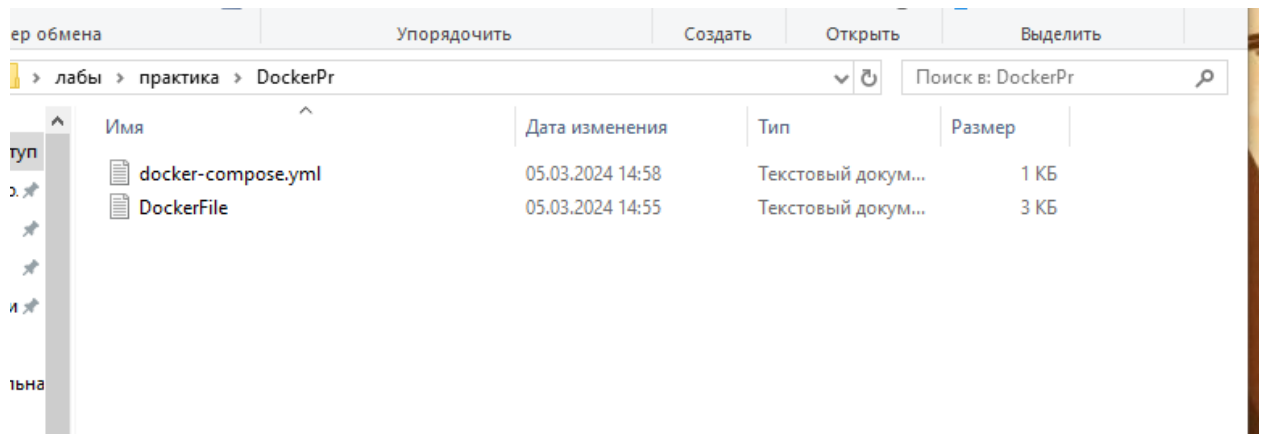 ер обмена Упорядочить Создать Открыть Выделить
лабы › практика › DockerPr Поиск в: DockerPr
Имя Дата изменения Тип Размер
туп
docker-compose.yml 05.03.2024 14:58 Текстовый докум... 1 КБ
DockerFile 05.03.2024 14:55 Текстовый докум... 3 КБ
и
льна